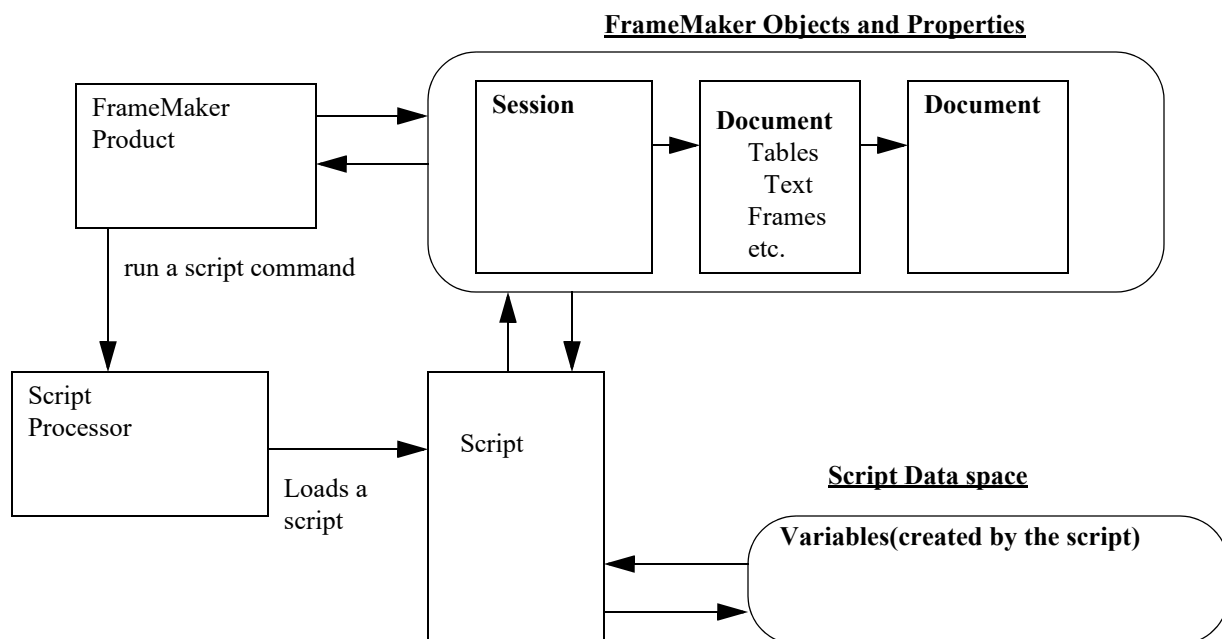 FrameMaker Objects and Properties
FrameMaker
Product
Session
Document
Tables
Text
Frames
etc.
Document
run a script command
Script
Processor
Loads a
script
Script
Script Data space
Variables(created by the script)